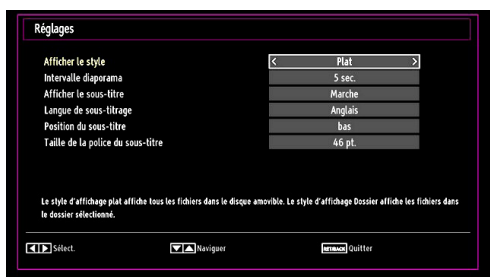 Réglages
Afficher le style < Plat >
Intervalle diaporama 5 sec.
Afficher le sous-titre Marche
Langue de sous-titrage Anglais
Position du sous-titre bas
Taille de la police du sous-titre 46 pt.
Le style d'affichage plat affiche tous les fichiers dans le disque amovible. Le style d'affichage Dossier affiche les fichiers dans
le dossier sélectionné.
Sélect. Naviguer RET/BACK Quitter